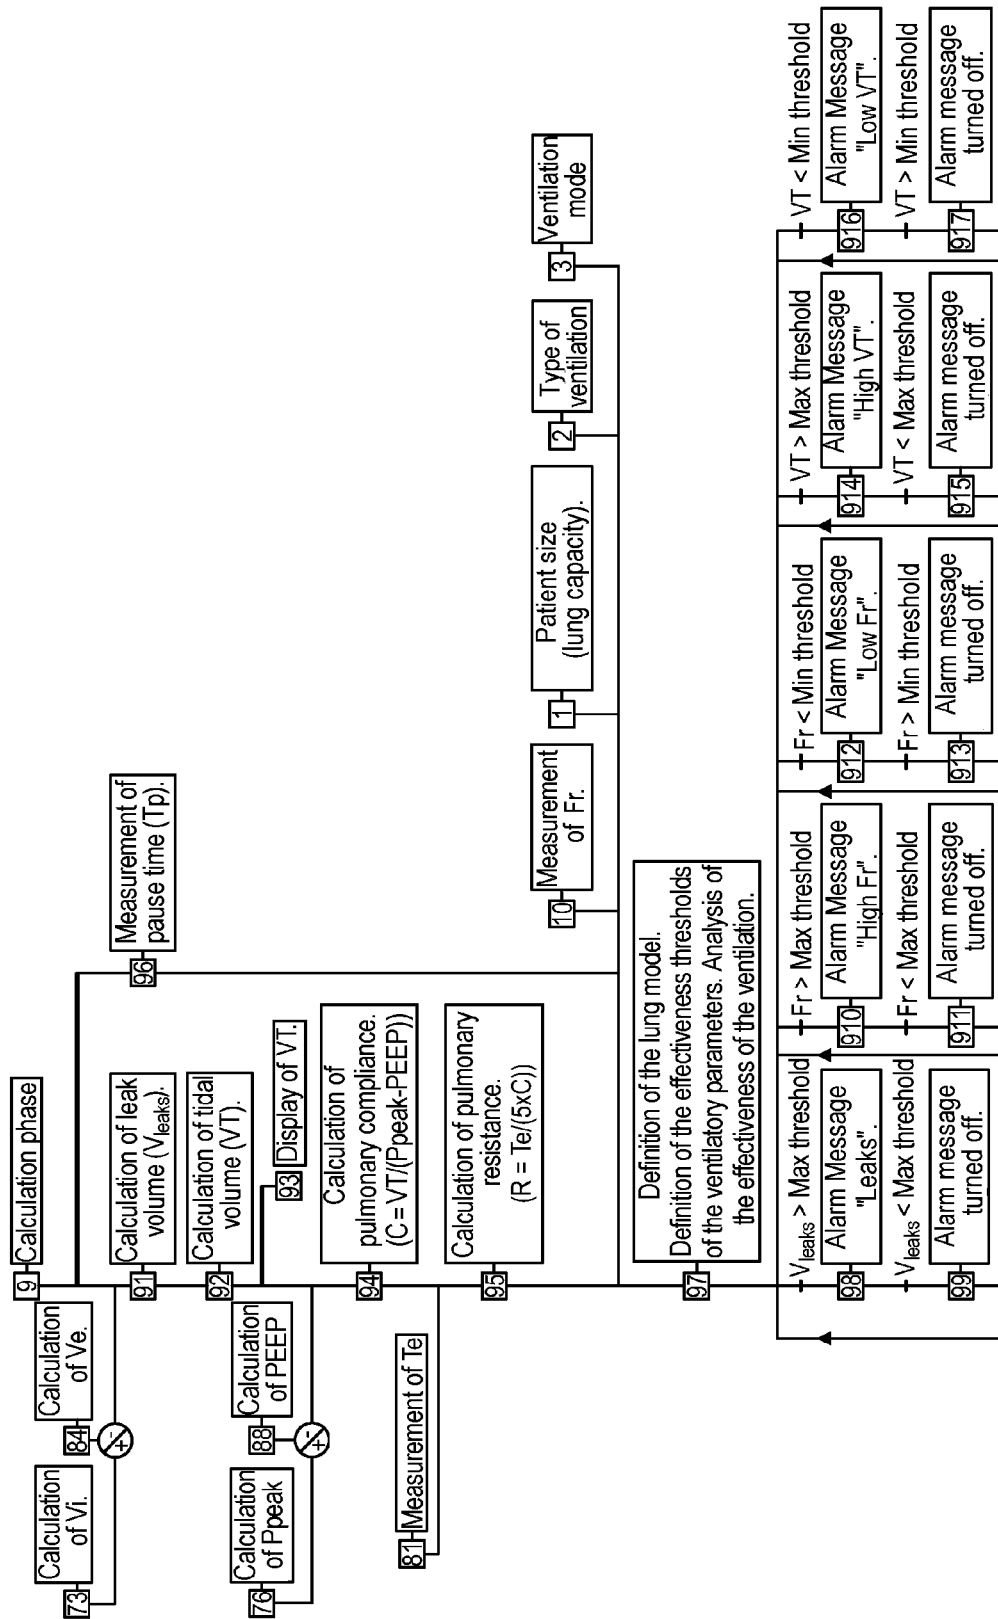 9
Calculation phase
73
Calculation
of Vi.
84
Calculation
of Ve.
+
-
91
Calculation of leak
volume (Vleaks).
96
Measurement of
pause time (Tp).
92
Calculation of tidal
volume (VT).
93
Display of VT.
76
Calculation
of Ppeak
88
Calculation
of PEEP
+
-
94
Calculation of
pulmonary compliance.
(C = VT/(Ppeak-PEEP))
81
Measurement of Te
95
Calculation of pulmonary
resistance.
(R = Te/(5xC))
10
Measurement
of Fr.
1
Patient size
(lung capacity).
2
Type of
ventilation
3
Ventilation
mode
97
Definition of the lung model.
Definition of the effectiveness thresholds
of the ventilatory parameters. Analysis of
the effectiveness of the ventilation.
Vleaks > Max threshold
98
Alarm Message
"Leaks".
Vleaks < Max threshold
99
Alarm message
turned off.
Fr > Max threshold
910
Alarm Message
"High Fr".
Fr < Max threshold
911
Alarm message
turned off.
Fr < Min threshold
912
Alarm Message
"Low Fr".
Fr > Min threshold
913
Alarm message
turned off.
VT > Max threshold
914
Alarm Message
"High VT".
VT < Max threshold
915
Alarm message
turned off.
VT < Min threshold
916
Alarm Message
"Low VT".
VT > Min threshold
917
Alarm message
turned off.